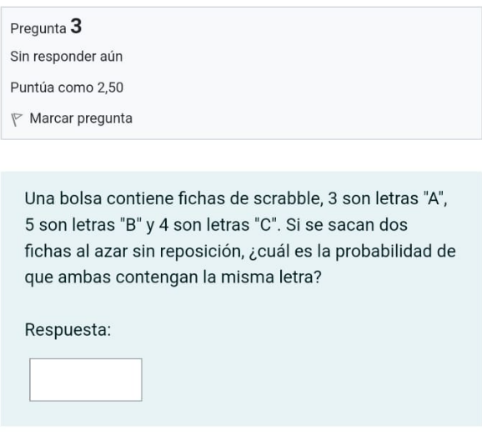 Pregunta 3
Sin responder aún
Puntúa como 2,50
Marcar pregunta
Una bolsa contiene fichas de scrabble, 3 son letras "A",
5 son letras "B" y 4 son letras "C". Si se sacan dos
fichas al azar sin reposición, ¿cuál es la probabilidad de
que ambas contengan la misma letra?
Respuesta: